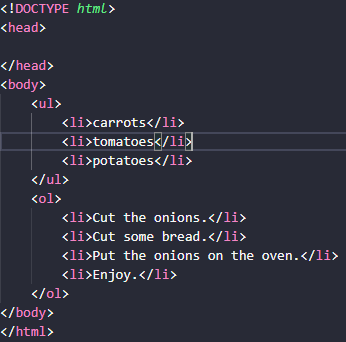 <!DOCTYPE html>
<head>

</head>
<body>
    <ul>
        <li>carrots</li>
        <li>tomatoes</li>
        <li>potatoes</li>
    </ul>
    <ol>
        <li>Cut the onions.</li>
        <li>Cut some bread.</li>
        <li>Put the onions on the oven.</li>
        <li>Enjoy.</li>
    </ol>
</body>
</html>